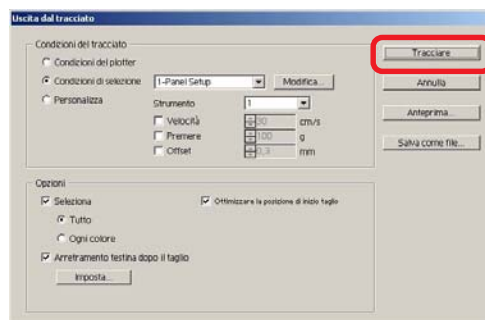 Uscita dal tracciato
Condizioni del tracciato
Condizioni del plotter
Condizioni di selezione 1-Panel Setup Modifica...
Personalizza
Strumento 1
Velocità 30 cm/s
Premere 100 g
Offset 0,3 mm
Tracciare
Annulla
Anteprima...
Salva come file...
Opzioni
Seleziona Ottimizzare la posizione di inizio taglio
Tutto
Ogni colore
Arretramento testina dopo il taglio
Imposta...